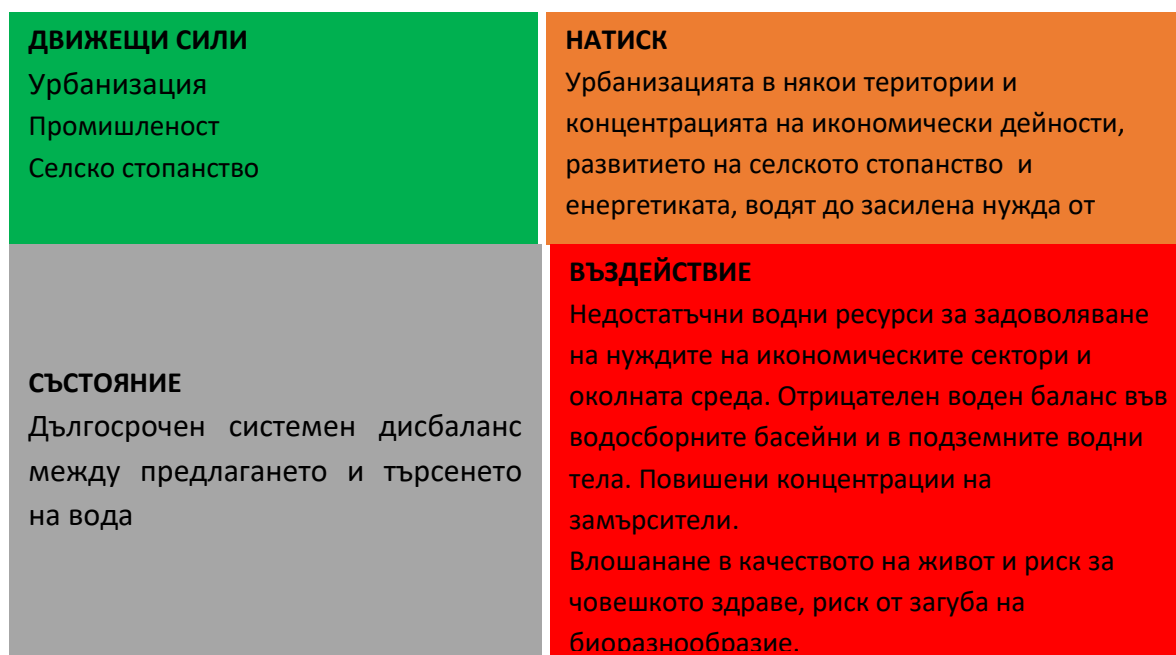 ДВИЖЕЩИ СИЛИ
Урбанизация
Промишленост
Селско стопанство
НАТИСК
Урбанизацията в някои територии и
концентрацията на икономически дейности,
развитието на селското стопанство и
енергетиката, водят до засилена нужда от
СЪСТОЯНИЕ
Дългосрочен системен дисбаланс
между предлагането и търсенето
на вода
ВЪЗДЕЙСТВИЕ
Недостатъчни водни ресурси за задоволяване
на нуждите на икономическите сектори и
околната среда. Отрицателен воден баланс във
водосборните басейни и в подземните водни
тела. Повишени концентрации на
замърсители.
Влошанане в качеството на живот и риск за
човешкото здраве, риск от загуба на
биоразнообразие.